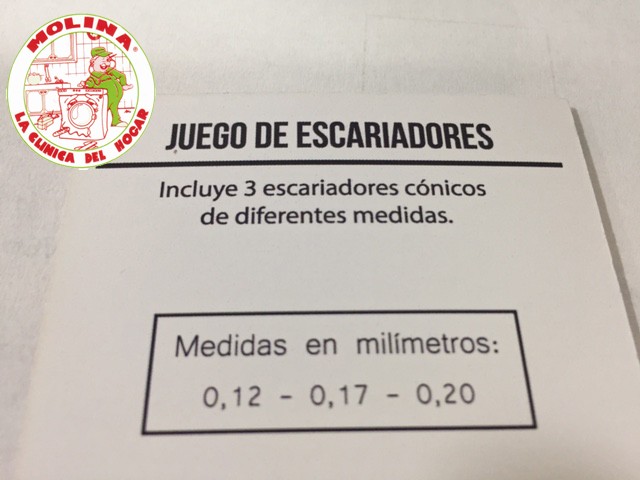 MOLINA®
LA CLINICA DEL HOGAR
JUEGO DE ESCARIADORES
Incluye 3 escariadores cónicos
de diferentes medidas.
Medidas en milímetros:
0,12 - 0,17 - 0,20